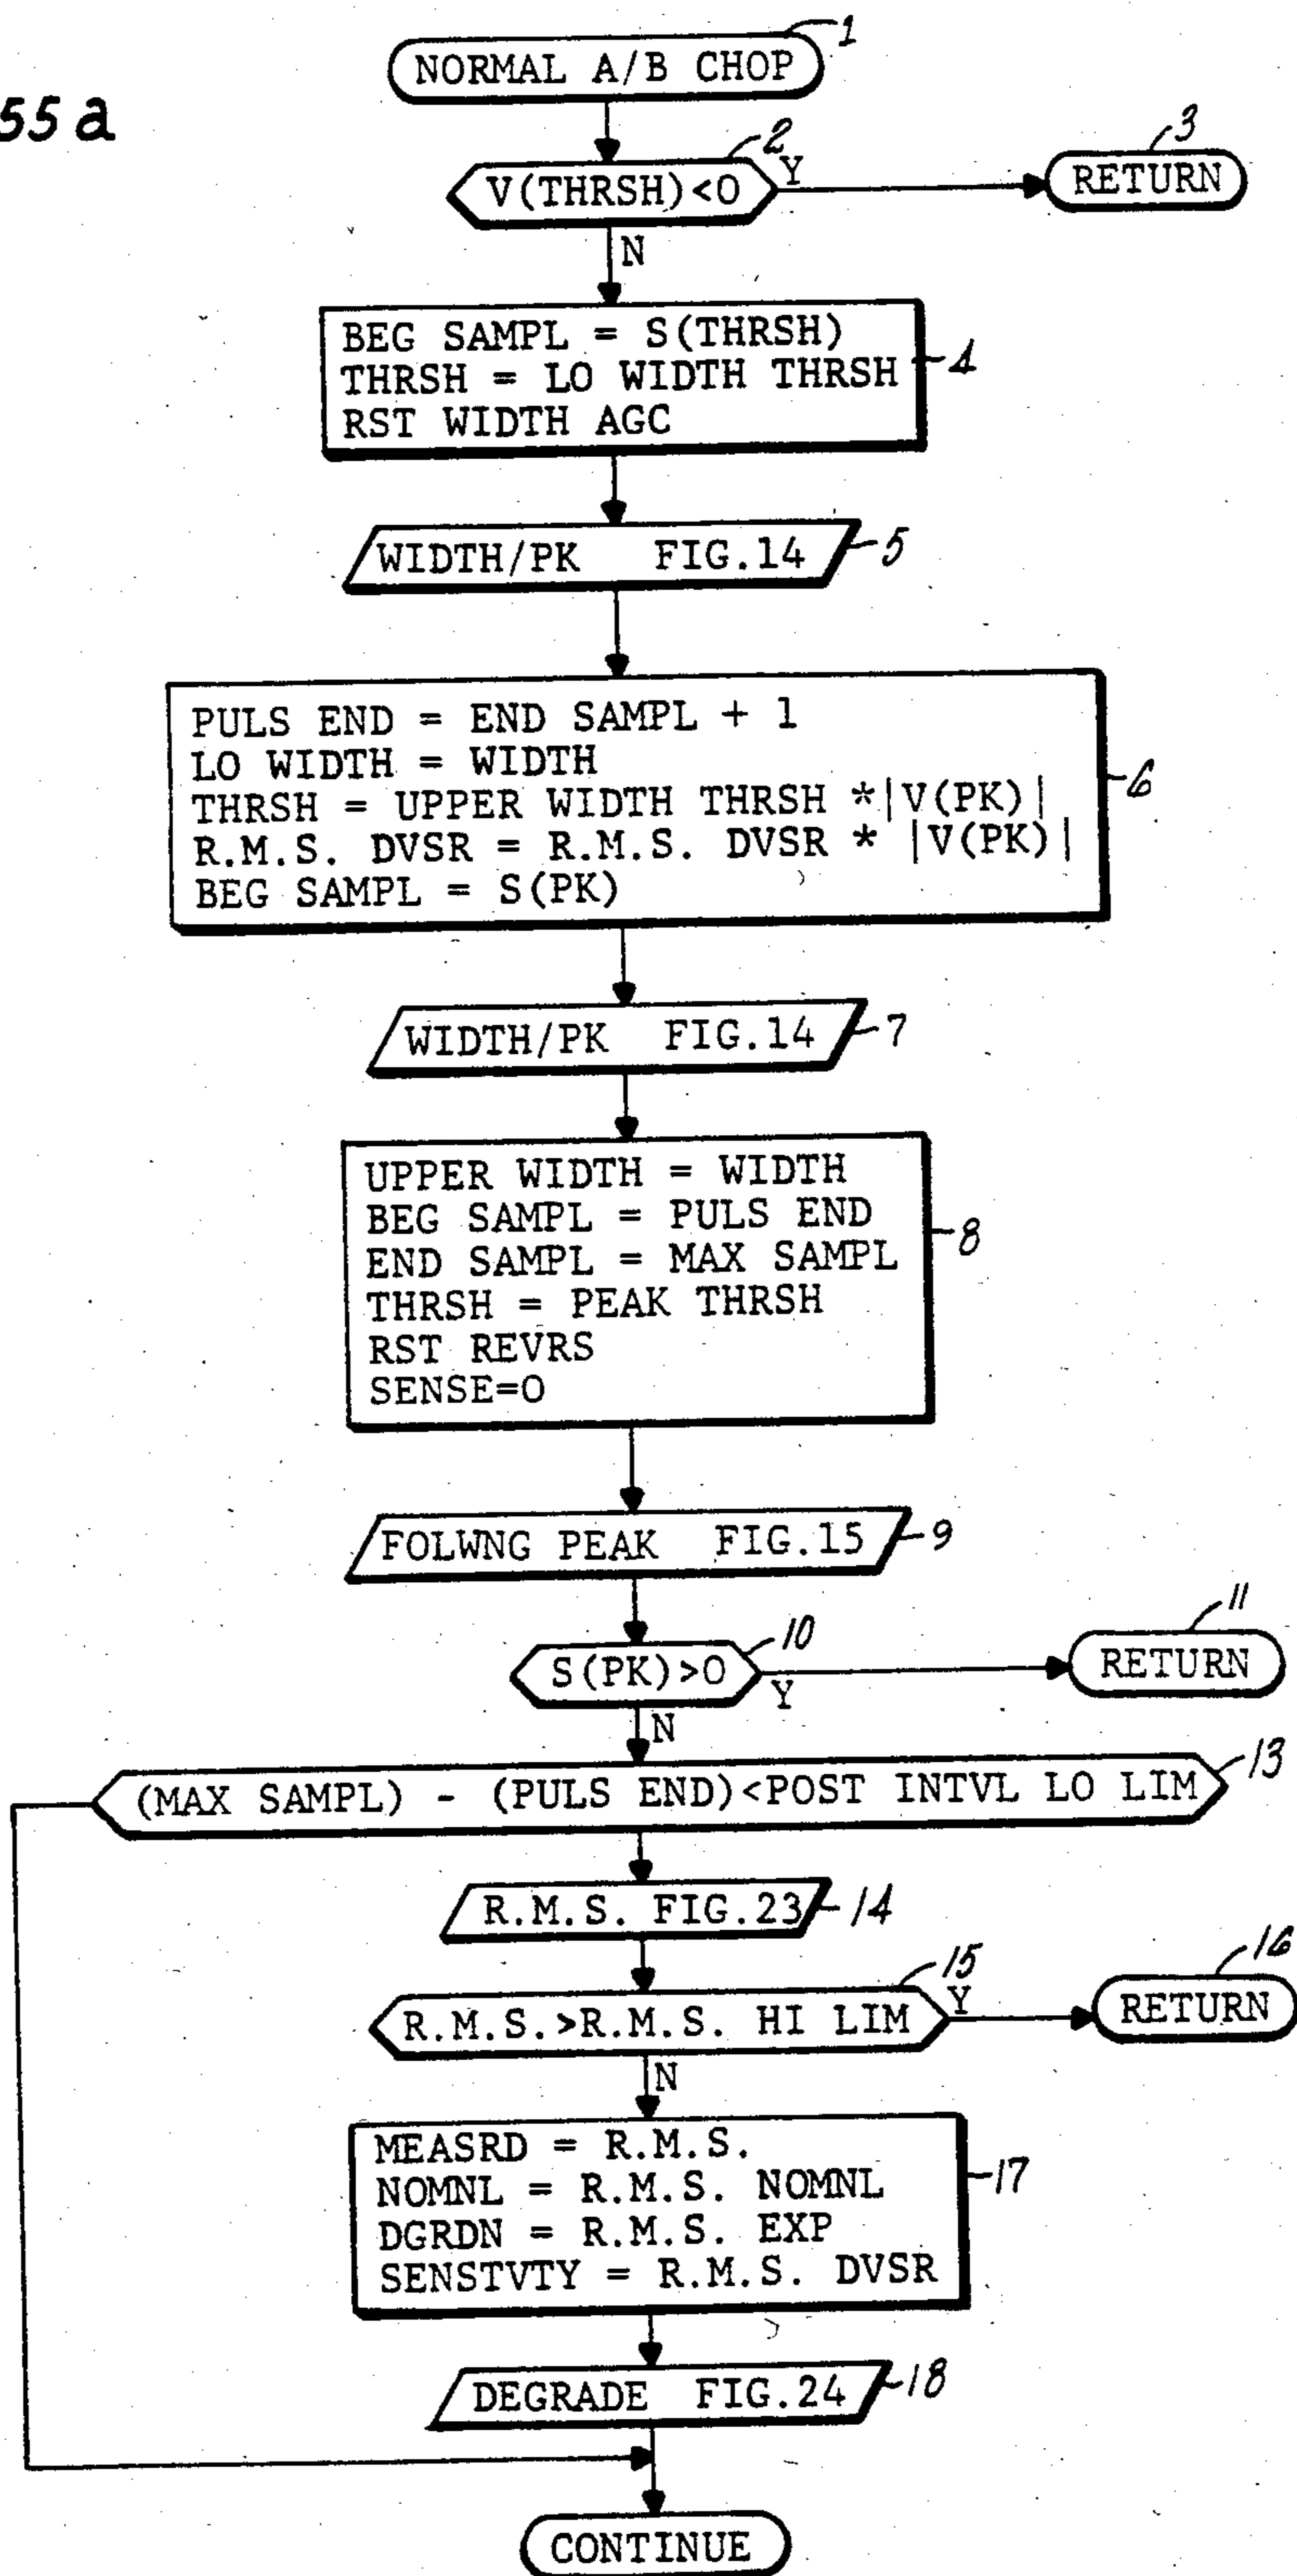 1
NORMAL A/B CHOP
55a
2
3
V(THRSH)<0
Y
RETURN
N
BEG SAMPL = S(THRSH)
THRSH = LO WIDTH THRSH
RST WIDTH AGC
4
WIDTH/PK FIG.14
5
PULS END = END SAMPL + 1
LO WIDTH = WIDTH
THRSH = UPPER WIDTH THRSH *|V(PK)|
R.M.S. DVSR = R.M.S. DVSR * |V(PK)|
BEG SAMPL = S(PK)
6
WIDTH/PK FIG.14
7
UPPER WIDTH = WIDTH
BEG SAMPL = PULS END
END SAMPL = MAX SAMPL
THRSH = PEAK THRSH
RST REVRS
SENSE=0
8
FOLWNG PEAK FIG.15
9
10
11
S(PK)>0
Y
RETURN
N
(MAX SAMPL) - (PULS END)<POST INTVL LO LIM
13
R.M.S. FIG.23
14
15
16
R.M.S.>R.M.S. HI LIM
Y
RETURN
N
MEASRD = R.M.S.
NOMNL = R.M.S. NOMNL
DGRDN = R.M.S. EXP
SENSTVTY = R.M.S. DVSR
17
DEGRADE FIG.24
18
CONTINUE